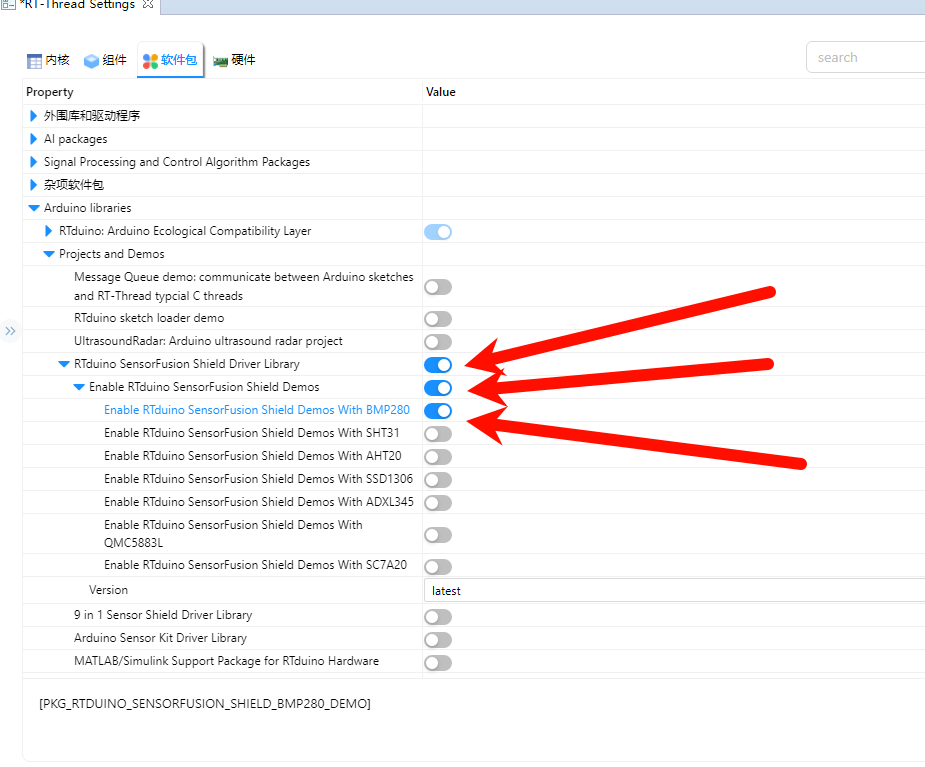 *RT-Thread Settings
内核 组件 软件包 硬件 search
Property Value
外围库和驱动程序
AI packages
Signal Processing and Control Algorithm Packages
杂项软件包
Arduino libraries
RTduino: Arduino Ecological Compatibility Layer
Projects and Demos
Message Queue demo: communicate between Arduino sketches
and RT-Thread typcial C threads
RTduino sketch loader demo
UltrasoundRadar: Arduino ultrasound radar project
RTduino SensorFusion Shield Driver Library
Enable RTduino SensorFusion Shield Demos
Enable RTduino SensorFusion Shield Demos With BMP280
Enable RTduino SensorFusion Shield Demos With SHT31
Enable RTduino SensorFusion Shield Demos With AHT20
Enable RTduino SensorFusion Shield Demos With SSD1306
Enable RTduino SensorFusion Shield Demos With ADXL345
Enable RTduino SensorFusion Shield Demos With
QMC5883L
Enable RTduino SensorFusion Shield Demos With SC7A20
Version latest
9 in 1 Sensor Shield Driver Library
Arduino Sensor Kit Driver Library
MATLAB/Simulink Support Package for RTduino Hardware
[PKG_RTDUINO_SENSORFUSION_SHIELD_BMP280_DEMO]